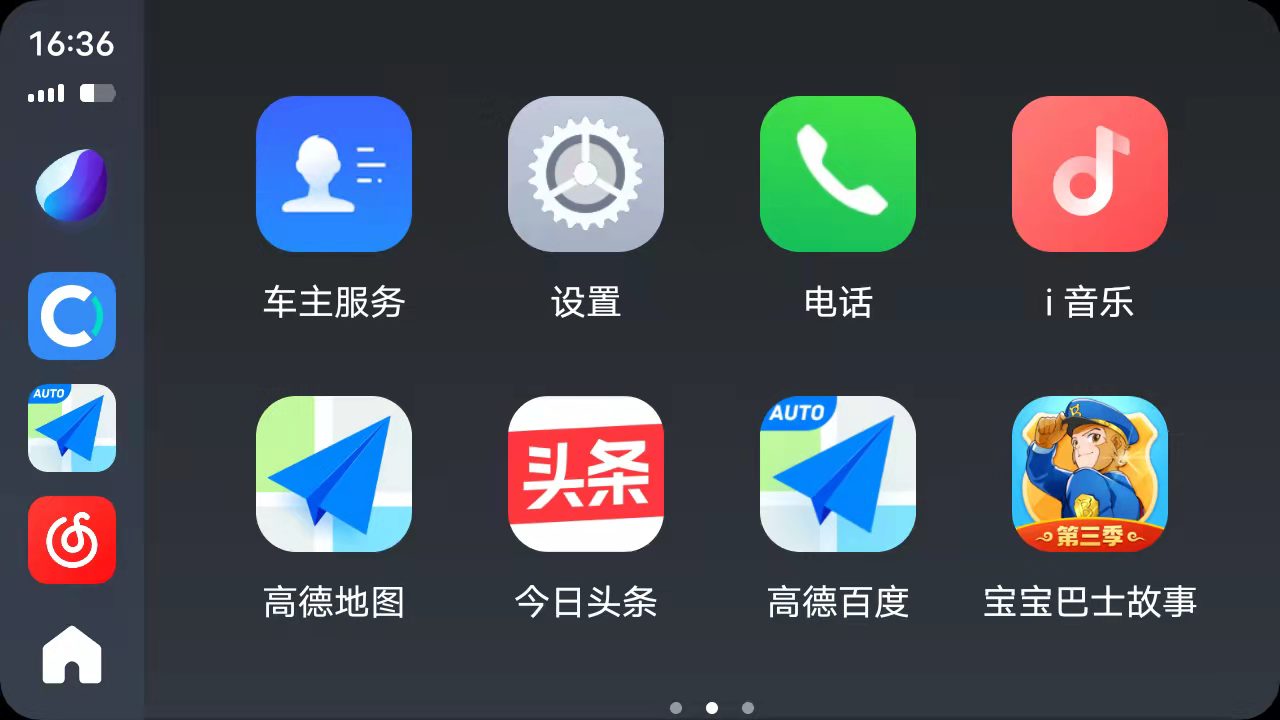 16:36
车主服务
设置
电话
i 音乐
AUTO
头条
AUTO
第三季
高德地图
今日头条
高德百度
宝宝巴士故事